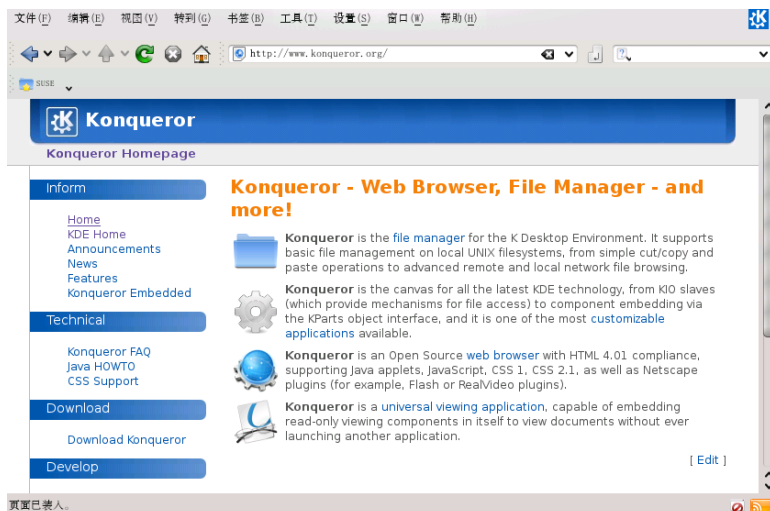 文件(F) 编辑(E) 视图(V) 转到(G) 书签(B) 工具(T) 设置(S) 窗口(W) 帮助(H)
http://www.konqueror.org/
SUSE
Konqueror
Konqueror Homepage
Inform
Home
KDE Home
Announcements
News
Features
Konqueror Embedded
Technical
Konqueror FAQ
Java HOWTO
CSS Support
Download
Download Konqueror
Develop
Konqueror - Web Browser, File Manager - and
more!
Konqueror is the file manager for the K Desktop Environment. It supports
basic file management on local UNIX filesystems, from simple cut/copy and
paste operations to advanced remote and local network file browsing.
Konqueror is the canvas for all the latest KDE technology, from KIO slaves
(which provide mechanisms for file access) to component embedding via
the KParts object interface, and it is one of the most customizable
applications available.
Konqueror is an Open Source web browser with HTML 4.01 compliance,
supporting Java applets, JavaScript, CSS 1, CSS 2.1, as well as Netscape
plugins (for example, Flash or RealVideo plugins).
Konqueror is a universal viewing application, capable of embedding
read-only viewing components in itself to view documents without ever
launching another application.
[ Edit ]
页面已装入。